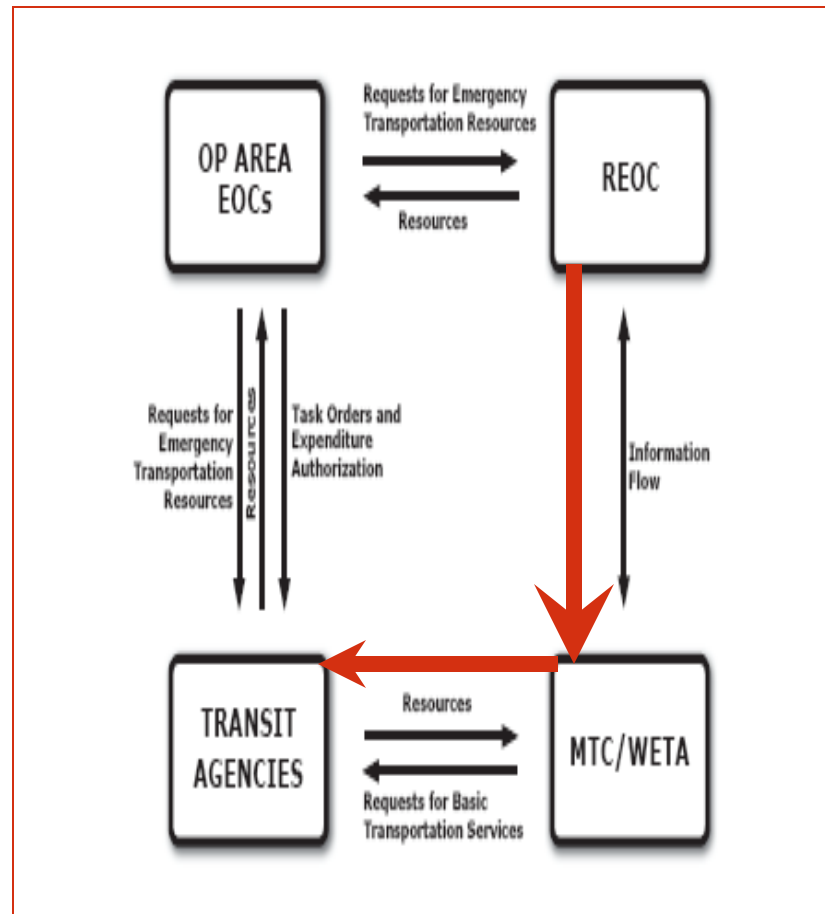 Requests for Emergency
Transportation Resources
OP AREA
EOCs
REOC
Resources
Requests for
Emergency
Transportation
Resources
Resources
Task Orders and
Expenditure
Authorization
Information
Flow
TRANSIT
AGENCIES
Resources
MTC/WETA
Requests for Basic
Transportation Services